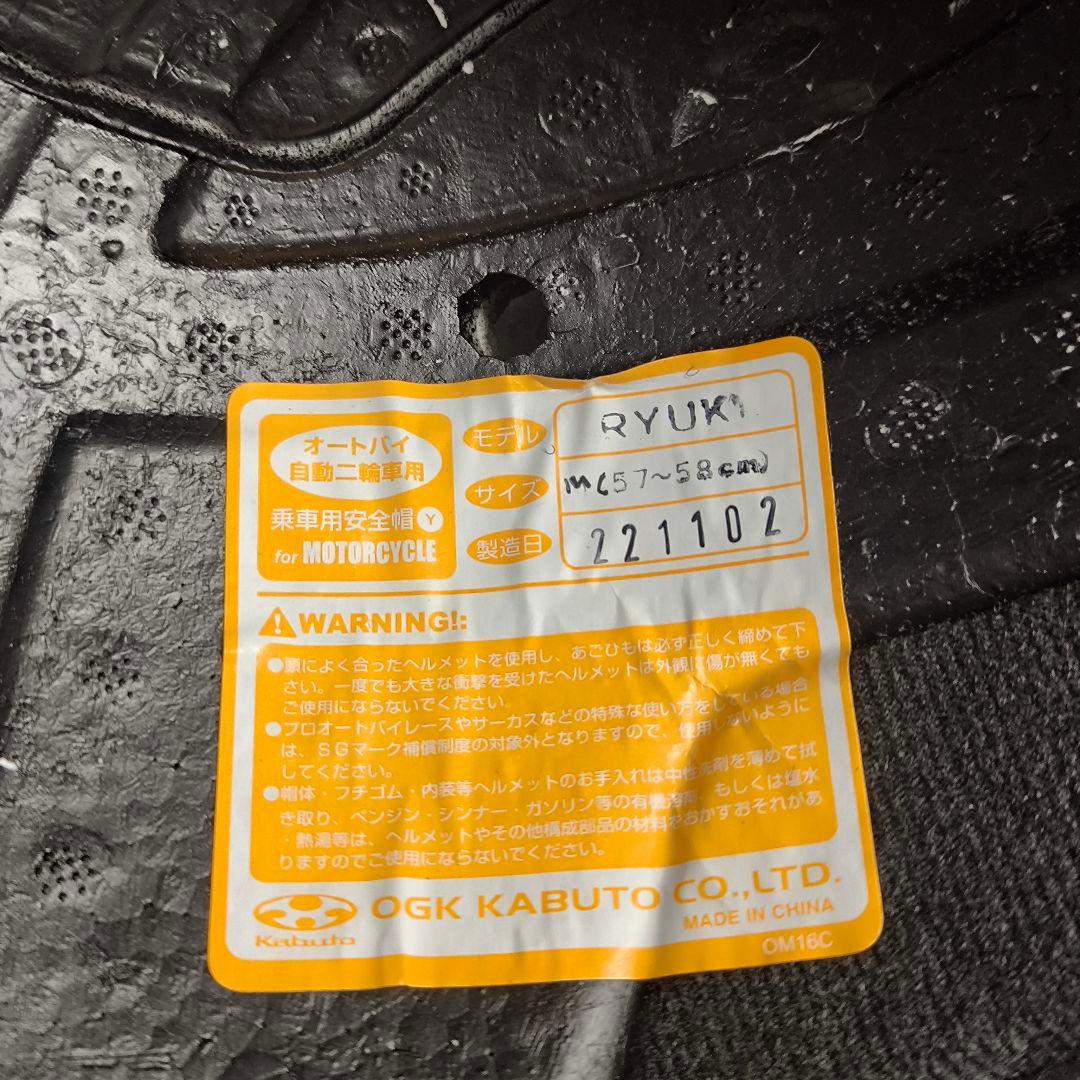 オートバイ
自動二輪車用
乗車用安全帽 Y
for MOTORCYCLE
モデル RYUKI
サイズ M(57～58cm)
製造日 221102
WARNING!:
●頭によく合ったヘルメットを使用し、あごひもは必ず正しく締めて下
さい。一度でも大きな衝撃を受けたヘルメットは外観に傷が無くても
ご使用にならないでください。
●プロオートバイレースやサーカスなどの特殊な使い方をしている場合
は、SGマーク補償制度の対象外となりますので、使用しないように
してください。
●帽体・フチゴム・内装等ヘルメットのお手入れは中性洗剤を薄めて拭
き取り、ベンジン・シンナー・ガソリン等の有機溶剤、もしくは塩水
・熱湯等は、ヘルメットやその他構成部品の材料をおかすおそれがあ
りますのでご使用にならないでください。
Kabuto
OGK KABUTO CO.,LTD.
MADE IN CHINA
OM16C